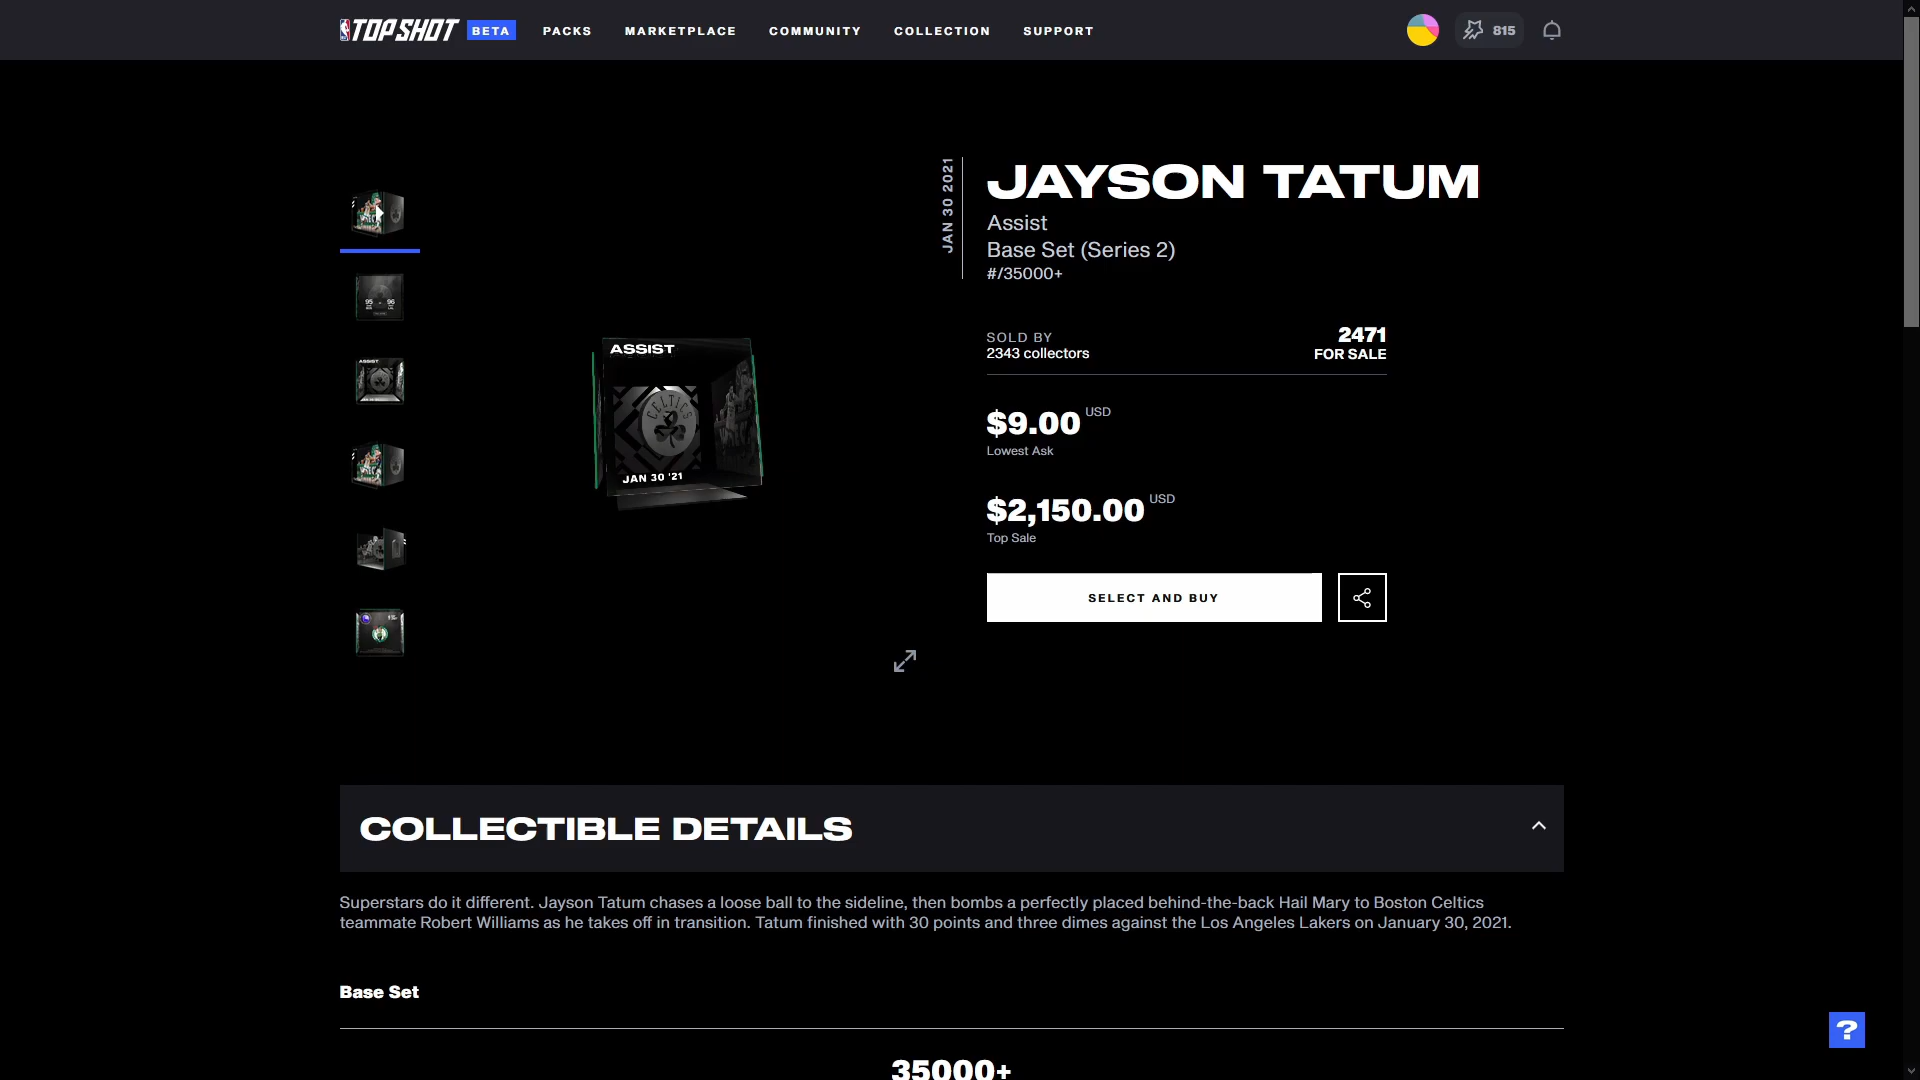 TOP SHOT BETA PACKS MARKETPLACE COMMUNITY COLLECTION SUPPORT 815
JAN 30 2021
JAYSON TATUM
Assist
Base Set (Series 2)
#/35000+
SOLD BY
2343 collectors
2471
FOR SALE
$9.00 USD
Lowest Ask
$2,150.00 USD
Top Sale
SELECT AND BUY
95 - 96
ASSIST
ASSIST
CELTICS
JAN 30 '21
COLLECTIBLE DETAILS
Superstars do it different. Jayson Tatum chases a loose ball to the sideline, then bombs a perfectly placed behind-the-back Hail Mary to Boston Celtics
teammate Robert Williams as he takes off in transition. Tatum finished with 30 points and three dimes against the Los Angeles Lakers on January 30, 2021.
Base Set
35000+
?